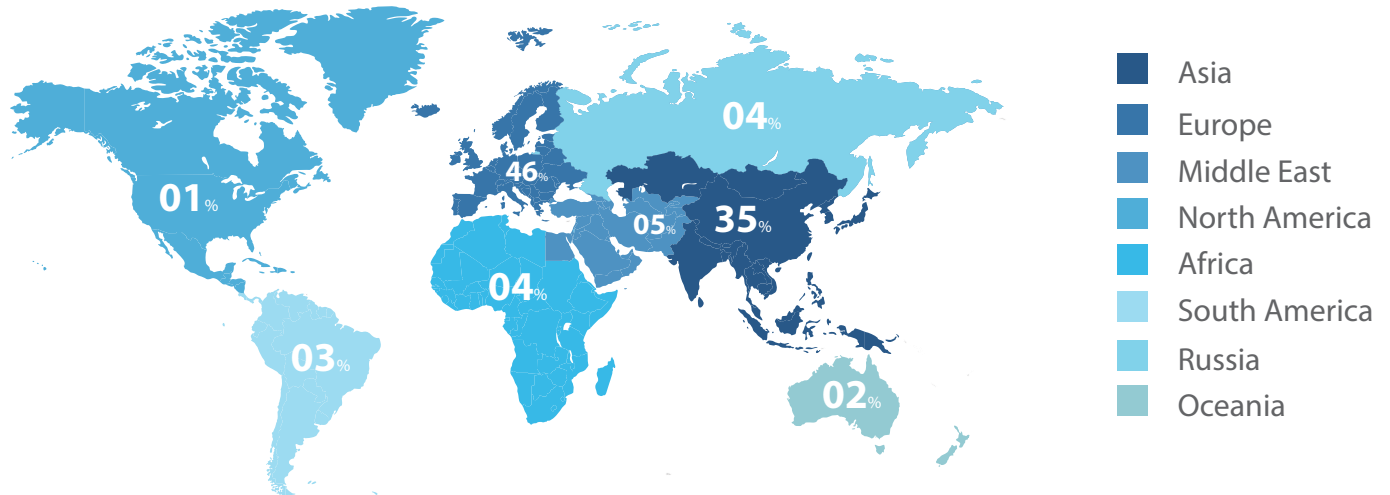 04%
46%
01%
05%
35%
04%
03%
02%
Asia
Europe
Middle East
North America
Africa
South America
Russia
Oceania